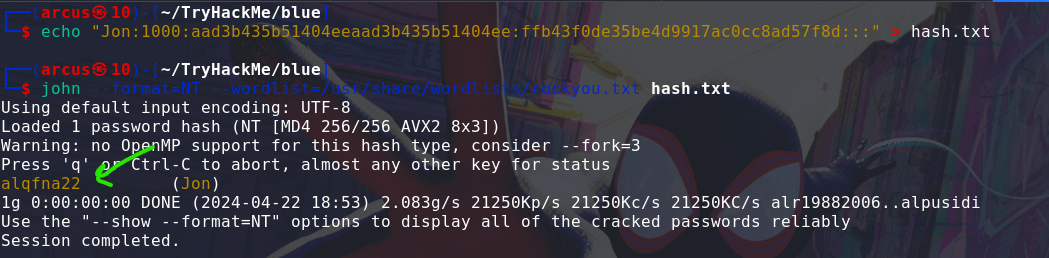 ┌──(arcus㉿10)-[~/TryHackMe/blue]
└─$ echo "Jon:1000:aad3b435b51404eeaad3b435b51404ee:ffb43f0de35be4d9917ac0cc8ad57f8d:::" > hash.txt
┌──(arcus㉿10)-[~/TryHackMe/blue]
└─$ john --format=NT --wordlist=/usr/share/wordlists/rockyou.txt hash.txt
Using default input encoding: UTF-8
Loaded 1 password hash (NT [MD4 256/256 AVX2 8x3])
Warning: no OpenMP support for this hash type, consider --fork=3
Press 'q' or Ctrl-C to abort, almost any other key for status
alqfna22 (Jon)
1g 0:00:00:00 DONE (2024-04-22 18:53) 2.083g/s 21250Kp/s 21250Kc/s 21250KC/s alr19882006..alpusidi
Use the "--show --format=NT" options to display all of the cracked passwords reliably
Session completed.